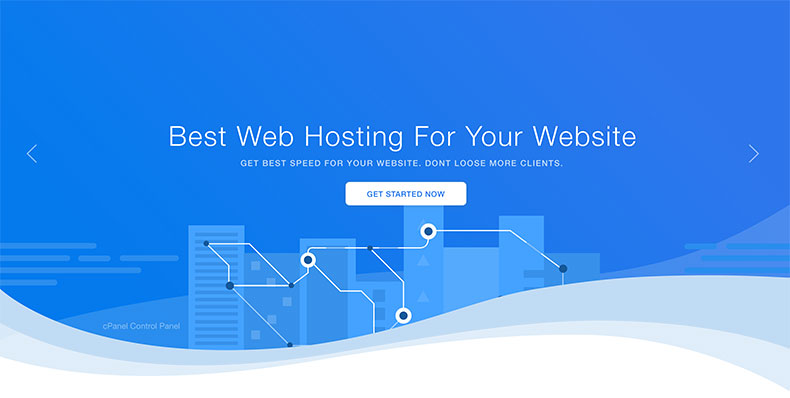 Best Web Hosting For Your Website
GET BEST SPEED FOR YOUR WEBSITE. DONT LOOSE MORE CLIENTS.
GET STARTED NOW
cPanel Control Panel